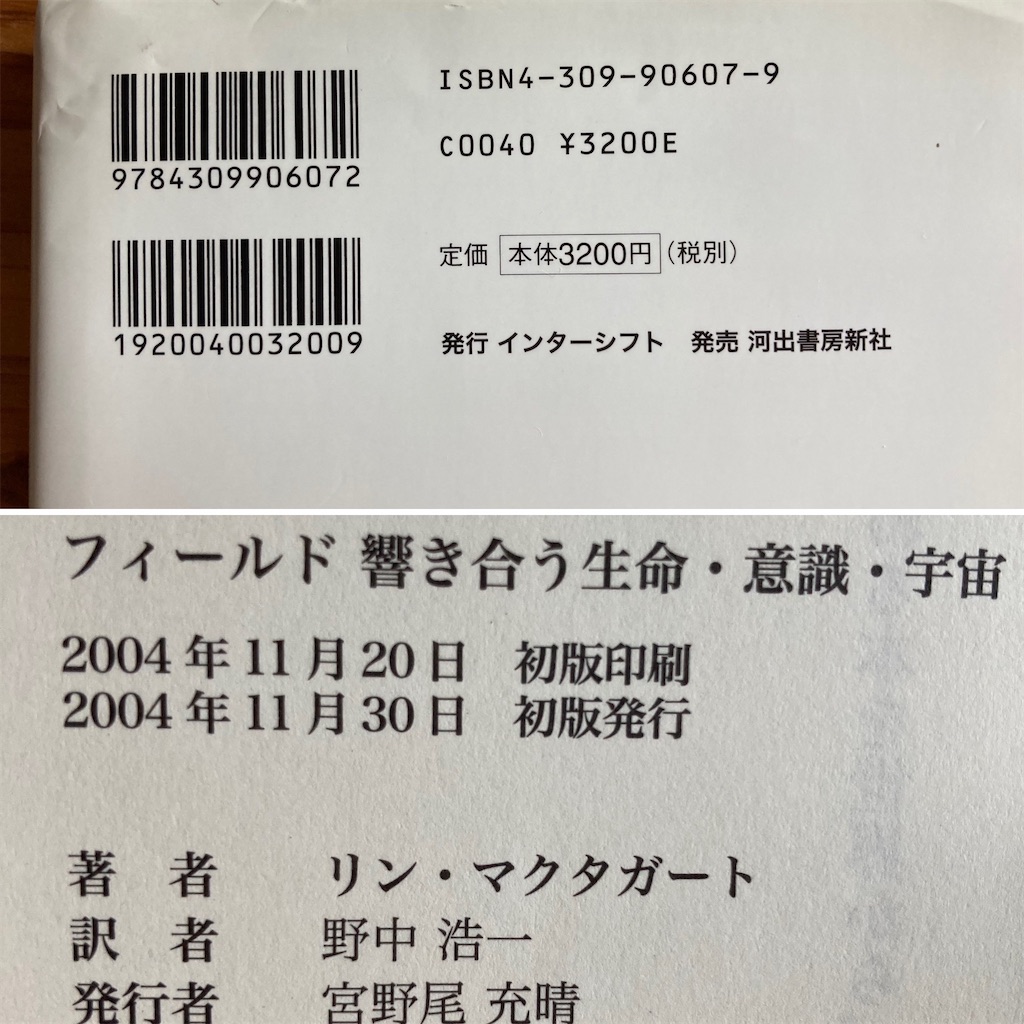 ISBN4-309-90607-9
9784309906072
C0040 ¥3200E
定価 本体3200円(税別)
1920040032009
発行 インターシフト 発売 河出書房新社
フィールド 響き合う生命・意識・宇宙
2004年11月20日 初版印刷
2004年11月30日 初版発行
著 者 リン・マクタガート
訳 者 野中 浩一
発行者 宮野尾 充晴